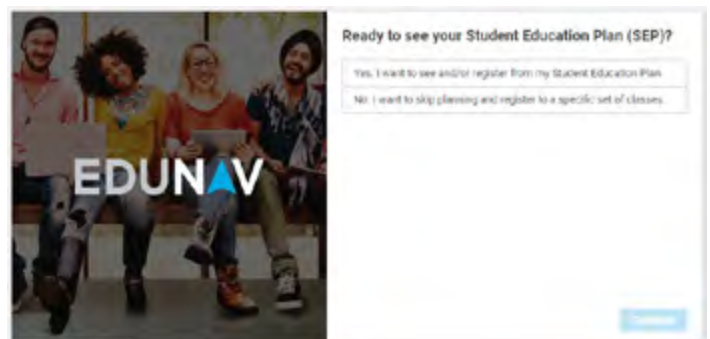 EDUNAV
Ready to see your Student Education Plan (SEP)?
Yes, I want to see and/or register from my Student Education Plan
No, I want to skip planning and register to a specific set of classes.